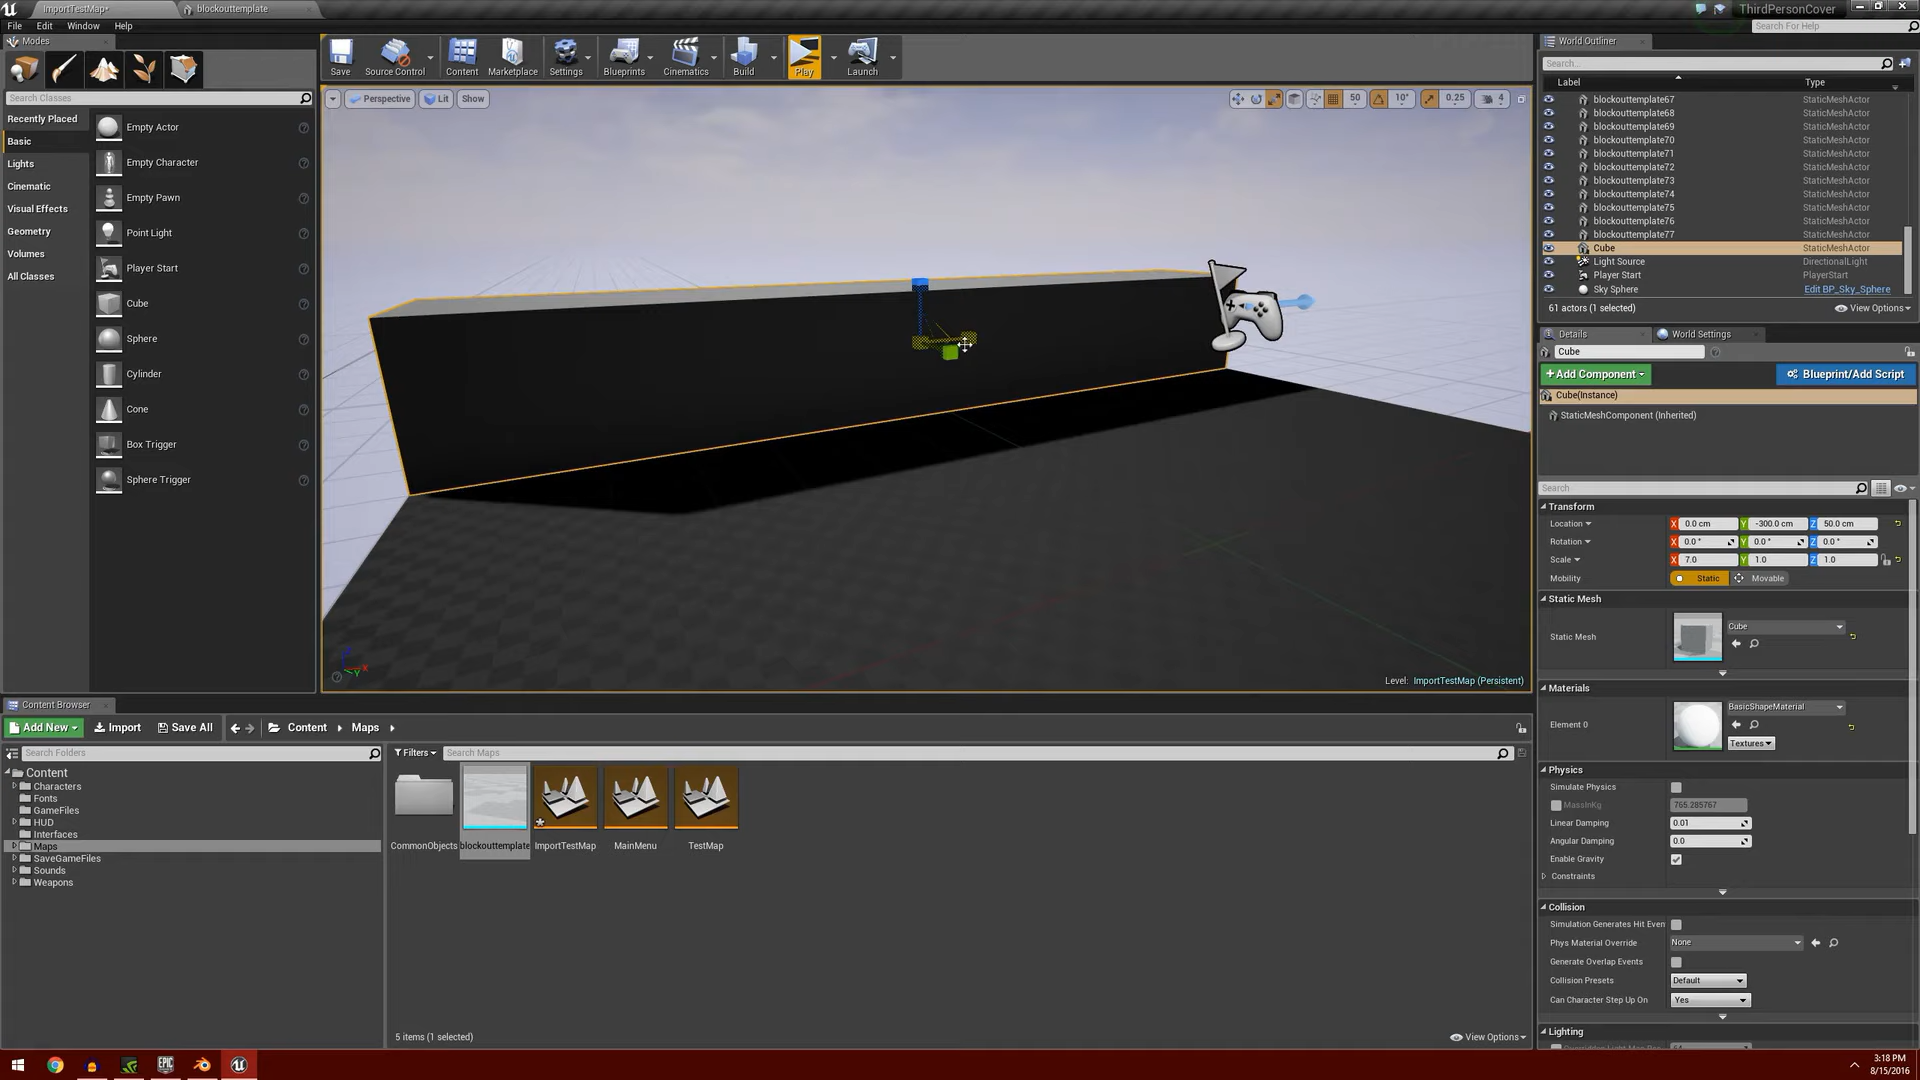 ImportTestMap*
blockouttemplate
ThirdPersonCover
File
Edit
Window
Help
Search For Help
Modes
Search Classes
Recently Placed
Basic
Lights
Cinematic
Visual Effects
Geometry
Volumes
All Classes
Empty Actor
Empty Character
Empty Pawn
Point Light
Player Start
Cube
Sphere
Cylinder
Cone
Box Trigger
Sphere Trigger
Save
Source Control
Content
Marketplace
Settings
Blueprints
Cinematics
Build
Play
Launch
Perspective
Lit
Show
50
10°
0.25
4
Level: ImportTestMap (Persistent)
World Outliner
Search...
Label
Type
blockouttemplate67 StaticMeshActor
blockouttemplate68 StaticMeshActor
blockouttemplate69 StaticMeshActor
blockouttemplate70 StaticMeshActor
blockouttemplate71 StaticMeshActor
blockouttemplate72 StaticMeshActor
blockouttemplate73 StaticMeshActor
blockouttemplate74 StaticMeshActor
blockouttemplate75 StaticMeshActor
blockouttemplate76 StaticMeshActor
blockouttemplate77 StaticMeshActor
Cube StaticMeshActor
Light Source DirectionalLight
Player Start PlayerStart
Sky Sphere Edit BP_Sky_Sphere
61 actors (1 selected)
View Options
Details
World Settings
Cube
+Add Component
Blueprint/Add Script
Cube(Instance)
StaticMeshComponent (Inherited)
Search
Transform
Location X 0.0 cm Y -300.0 cm Z 50.0 cm
Rotation X 0.0 ° Y 0.0 ° Z 0.0 °
Scale X 7.0 Y 1.0 Z 1.0
Mobility Static Movable
Static Mesh
Static Mesh
Cube
Materials
Element 0
BasicShapeMaterial
Textures
Physics
Simulate Physics
MassInKg 765.285767
Linear Damping 0.01
Angular Damping 0.0
Enable Gravity
Constraints
Collision
Simulation Generates Hit Even
Phys Material Override None
Generate Overlap Events
Collision Presets Default
Can Character Step Up On Yes
Lighting
Content Browser
Add New
Import
Save All
Content
Maps
Search Folders
Content
Characters
Fonts
GameFiles
HUD
Interfaces
Maps
SaveGameFiles
Sounds
Weapons
Filters
Search Maps
CommonObjects
blockouttemplate
ImportTestMap
MainMenu
TestMap
5 items (1 selected)
View Options
EPIC
3:18 PM
8/15/2016